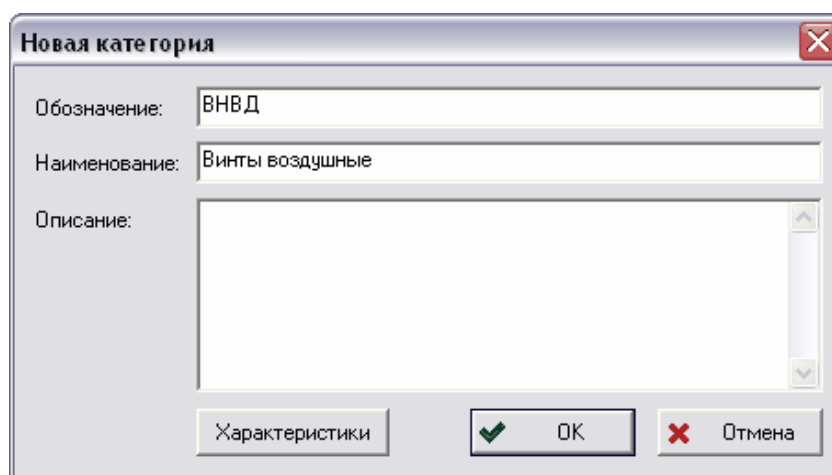 Новая категория
Обозначение: ВНВД
Наименование: Винты воздушные
Описание:
Характеристики OK Отмена